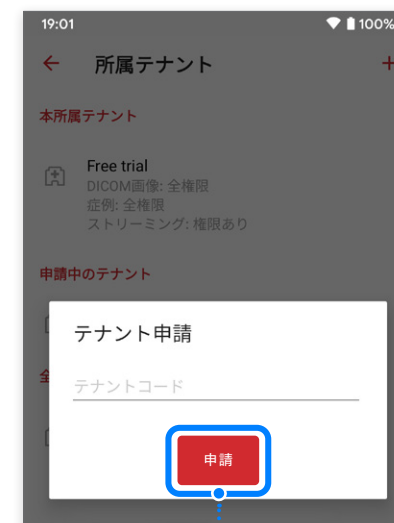 19:01 100%
← 所属テナント +
本所属テナント
Free trial
DICOM画像: 全権限
症例: 全権限
ストリーミング: 権限あり
申請中のテナント
テナント申請
全
テナントコード
申請